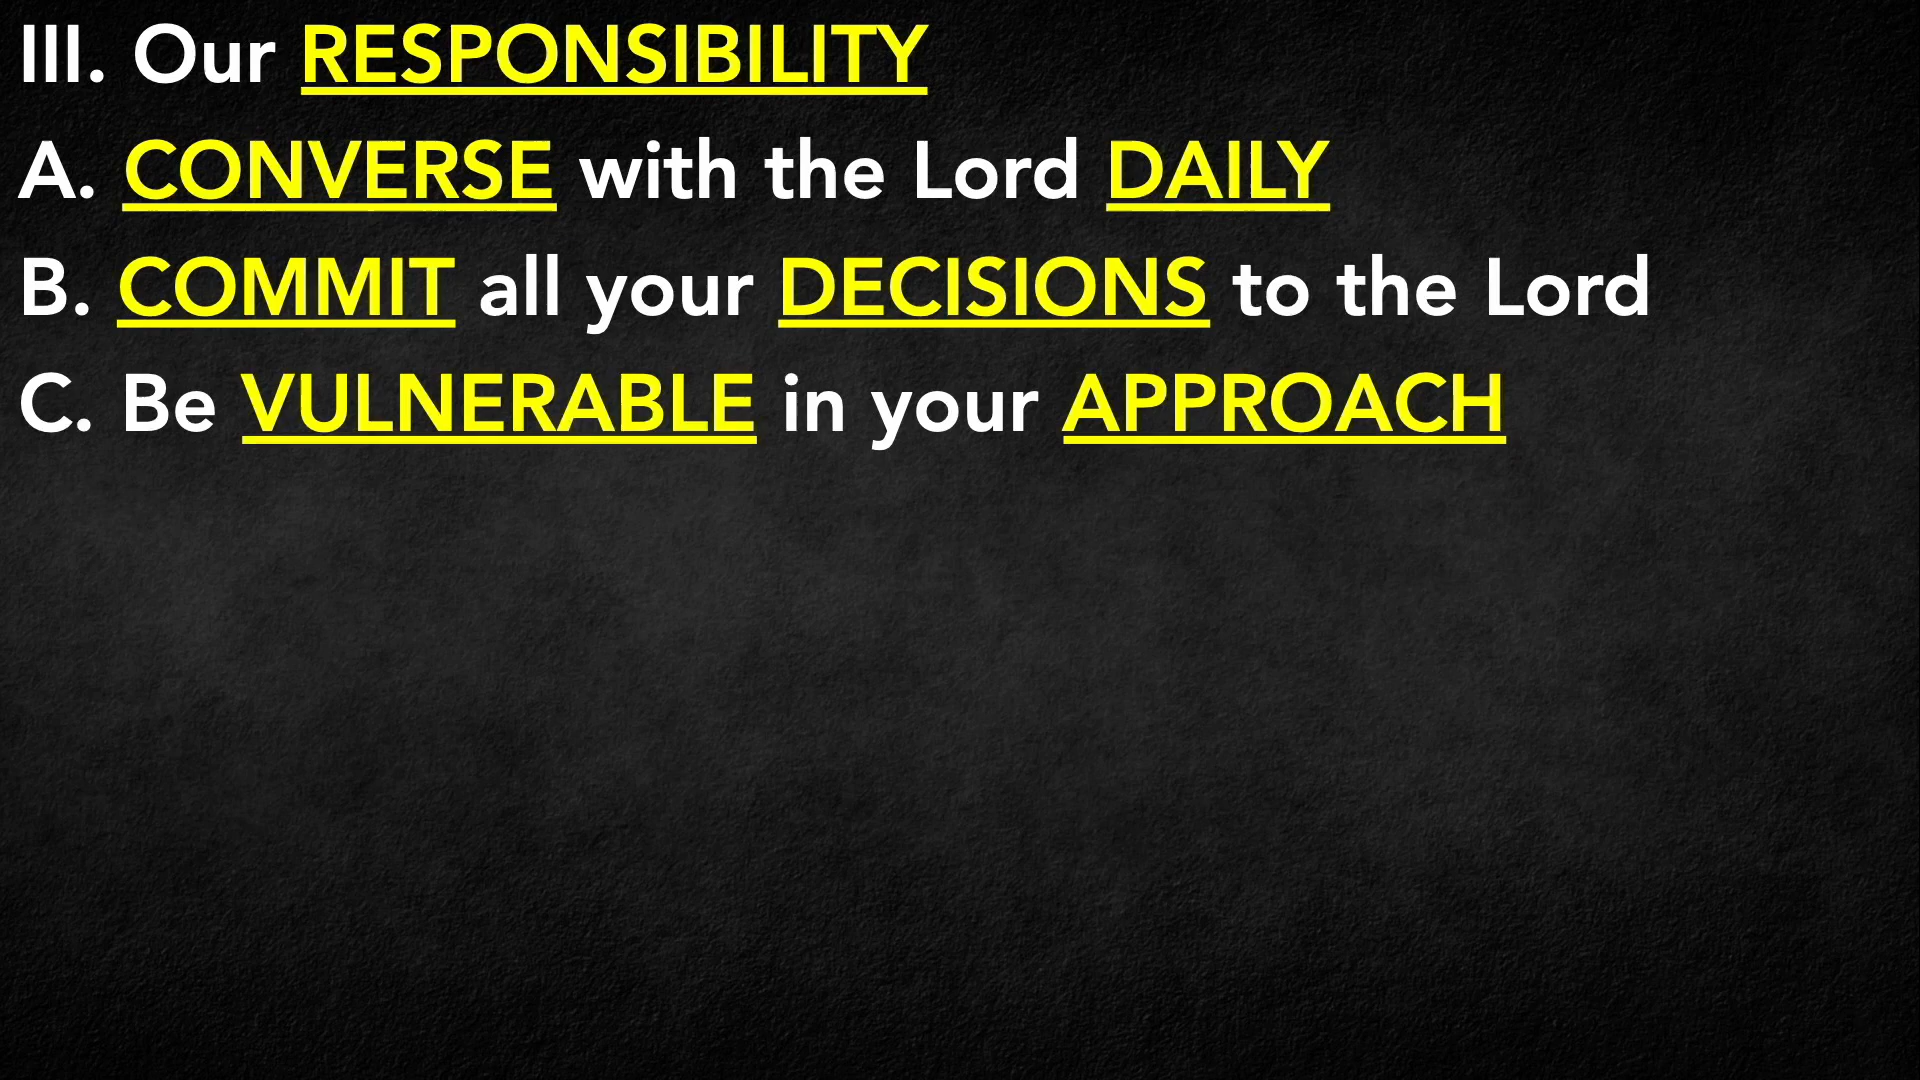 III. Our RESPONSIBILITY
A. CONVERSE with the Lord DAILY
B. COMMIT all your DECISIONS to the Lord
C. Be VULNERABLE in your APPROACH